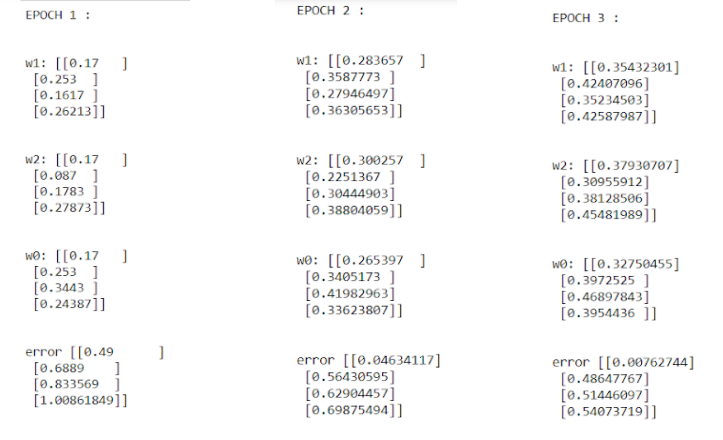 EPOCH 1 :
w1: [[0.17   ]
[0.253  ]
[0.1617 ]
[0.26213]]
w2: [[0.17   ]
[0.087  ]
[0.1783 ]
[0.27873]]
w0: [[0.17   ]
[0.253  ]
[0.3443 ]
[0.24387]]
error [[0.49      ]
[0.6889    ]
[0.833569  ]
[1.00861849]]
EPOCH 2 :
w1: [[0.283657  ]
[0.3587773 ]
[0.27946497]
[0.36305653]]
w2: [[0.300257  ]
[0.2251367 ]
[0.30444903]
[0.38804059]]
w0: [[0.265397  ]
[0.3405173 ]
[0.41982963]
[0.33623807]]
error [[0.04634117]
[0.56430595]
[0.62904457]
[0.69875494]]
EPOCH 3 :
w1: [[0.35432301]
[0.42407096]
[0.35234503]
[0.42587987]]
w2: [[0.37930707]
[0.30955912]
[0.38128506]
[0.45481989]]
w0: [[0.32750455]
[0.3972525 ]
[0.46897843]
[0.3954436 ]]
error [[0.00762744]
[0.48647767]
[0.51446097]
[0.54073719]]